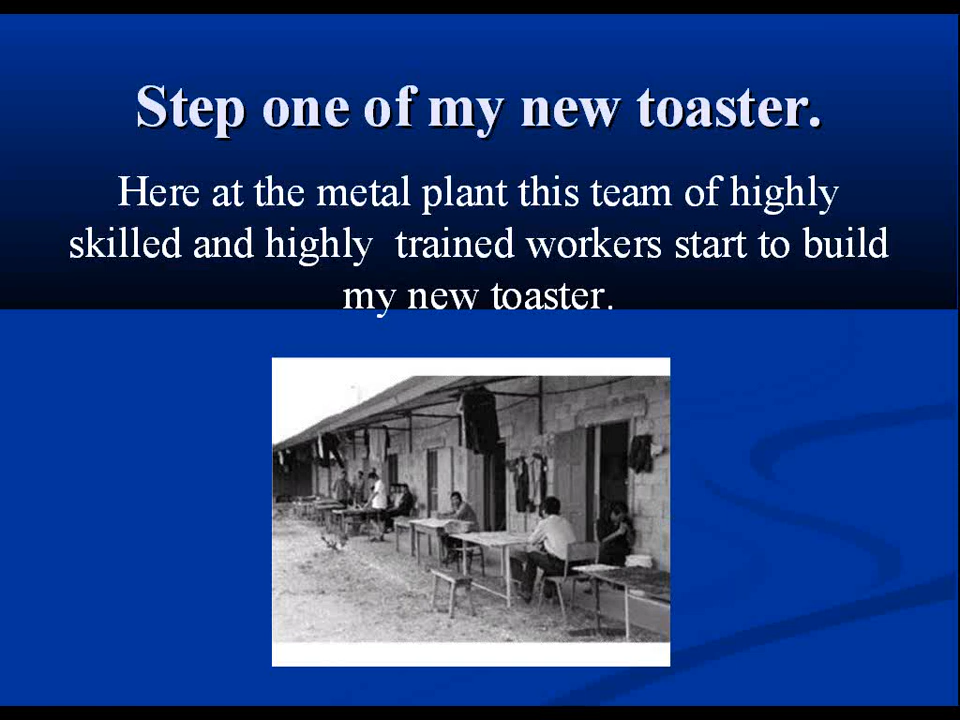 Step one of my new toaster.
Here at the metal plant this team of highly
skilled and highly  trained workers start to build
my new toaster.